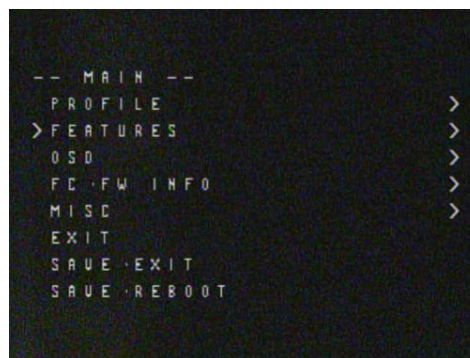 -- MAIN --
PROFILE >
>FEATURES >
OSD >
FC·FW INFO >
MISC >
EXIT
SAVE·EXIT
SAVE·REBOOT